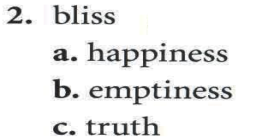 2. bliss
a. happiness
b. emptiness
c. truth